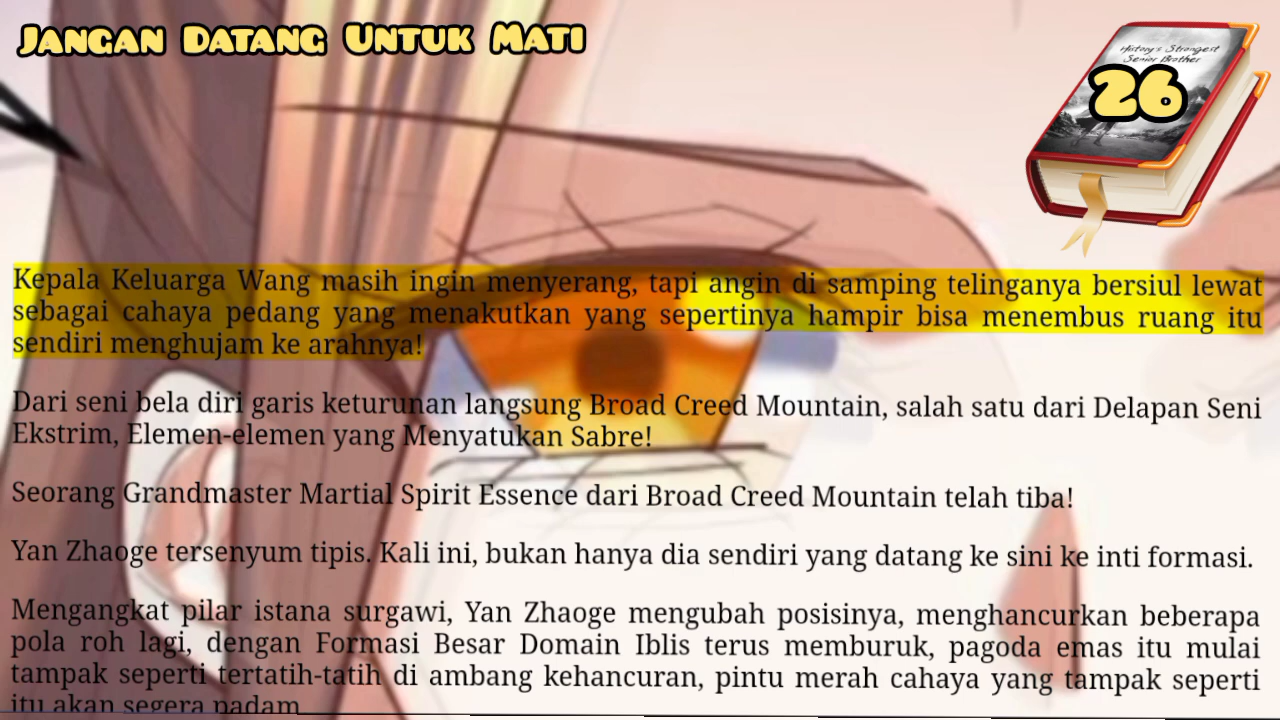 Jangan Datang Untuk Mati
History's Strongest
Senior Brother
26
Kepala Keluarga Wang masih ingin menyerang, tapi angin di samping telinganya bersiul lewat
sebagai cahaya pedang yang menakutkan yang sepertinya hampir bisa menembus ruang itu
sendiri menghujam ke arahnya!
Dari seni bela diri garis keturunan langsung Broad Creed Mountain, salah satu dari Delapan Seni
Ekstrim, Elemen-elemen yang Menyatukan Sabre!
Seorang Grandmaster Martial Spirit Essence dari Broad Creed Mountain telah tiba!
Yan Zhaoge tersenyum tipis. Kali ini, bukan hanya dia sendiri yang datang ke sini ke inti formasi.
Mengangkat pilar istana surgawi, Yan Zhaoge mengubah posisinya, menghancurkan beberapa
pola roh lagi, dengan Formasi Besar Domain Iblis terus memburuk, pagoda emas itu mulai
tampak seperti tertatih-tatih di ambang kehancuran, pintu merah cahaya yang tampak seperti
itu akan segera padam